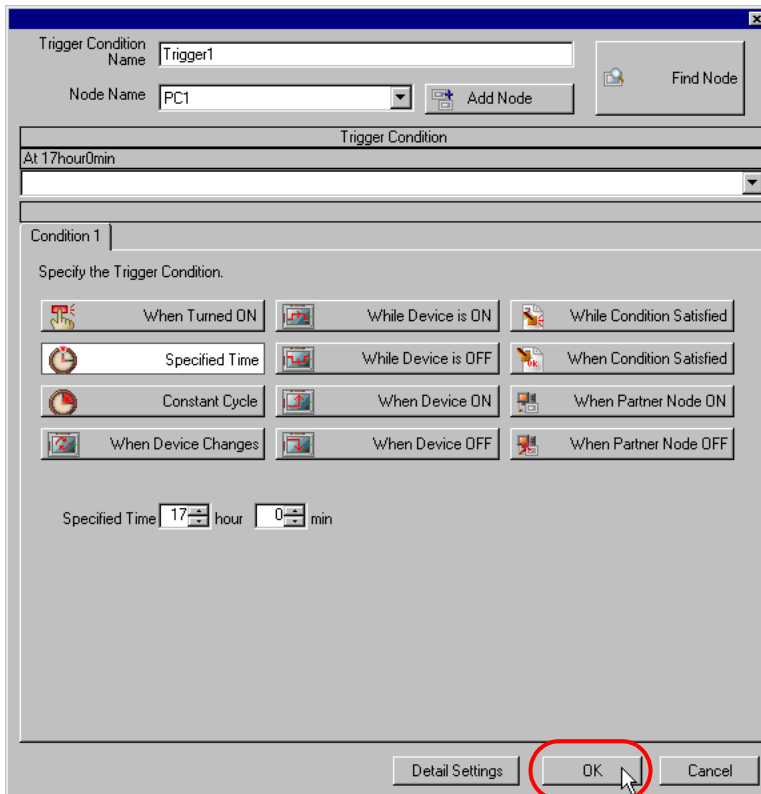 Trigger Condition
Name
Trigger1
Find Node
Node Name
PC1
Add Node
Trigger Condition
At 17hour0min
Condition 1
Specify the Trigger Condition.
When Turned ON
While Device is ON
While Condition Satisfied
Specified Time
While Device is OFF
When Condition Satisfied
Constant Cycle
When Device ON
When Partner Node ON
When Device Changes
When Device OFF
When Partner Node OFF
Specified Time 17 hour 0 min
Detail Settings
OK
Cancel